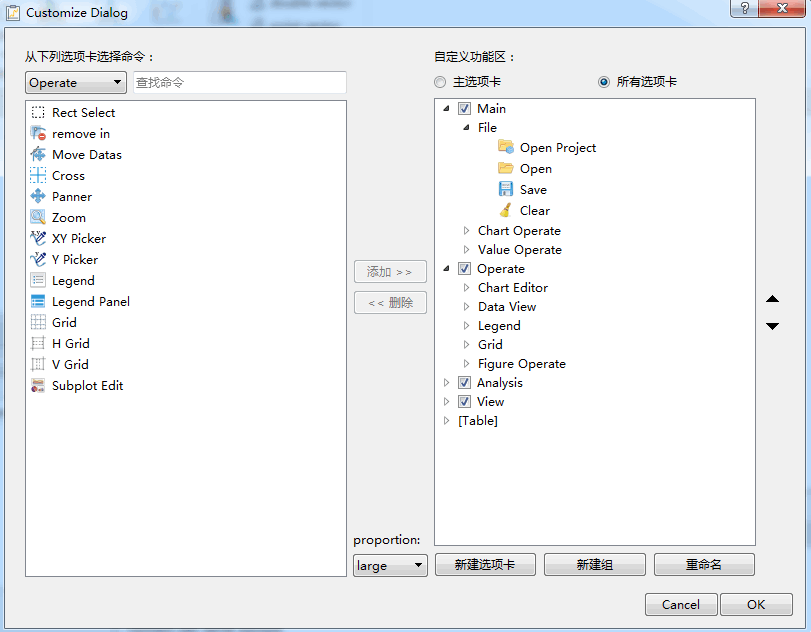 Customize Dialog
从下列选项卡选择命令：
Operate
查找命令
Rect Select
remove in
Move Datas
Cross
Panner
Zoom
XY Picker
Y Picker
Legend
Legend Panel
Grid
H Grid
V Grid
Subplot Edit
添加 >>
<< 删除
proportion:
large
自定义功能区：
主选项卡
所有选项卡
Main
File
Open Project
Open
Save
Clear
Chart Operate
Value Operate
Operate
Chart Editor
Data View
Legend
Grid
Figure Operate
Analysis
View
[Table]
新建选项卡
新建组
重命名
Cancel
OK